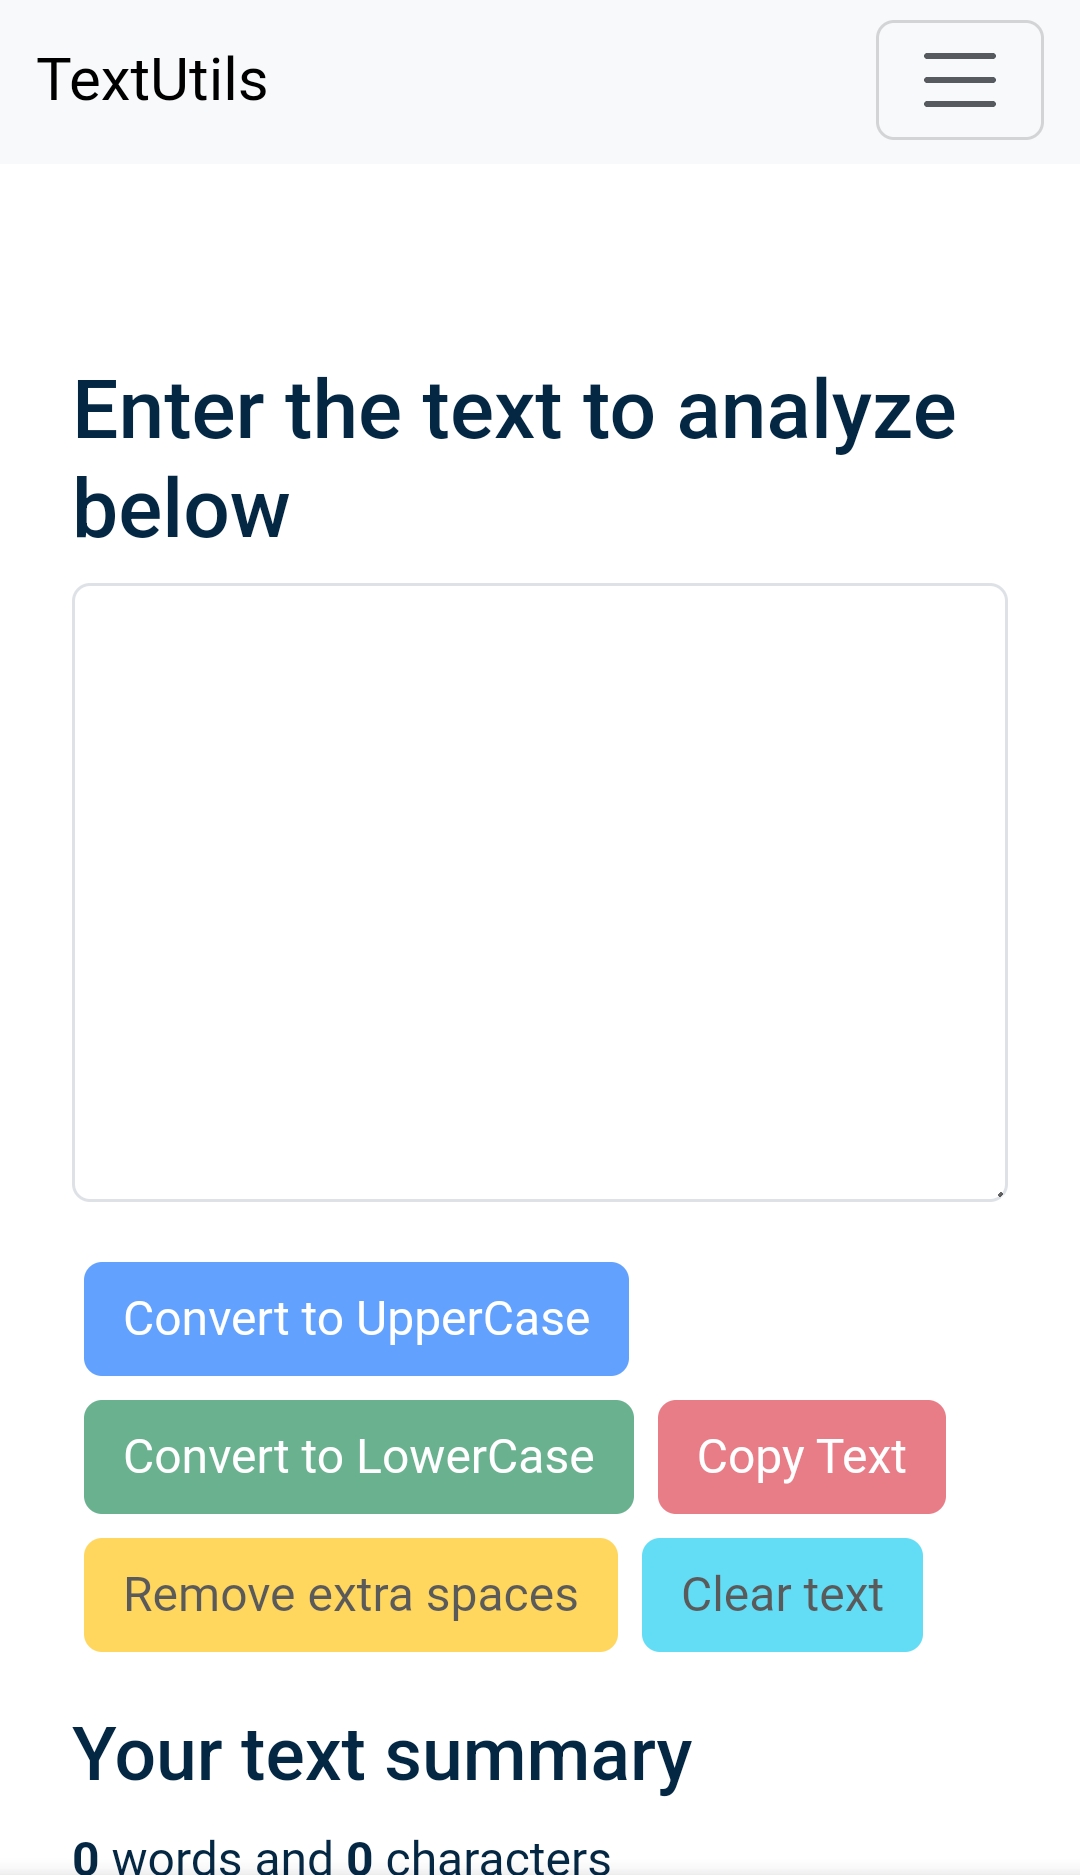 TextUtils
Enter the text to analyze
below
Convert to UpperCase
Convert to LowerCase Copy Text
Remove extra spaces Clear text
Your text summary
0 words and 0 characters